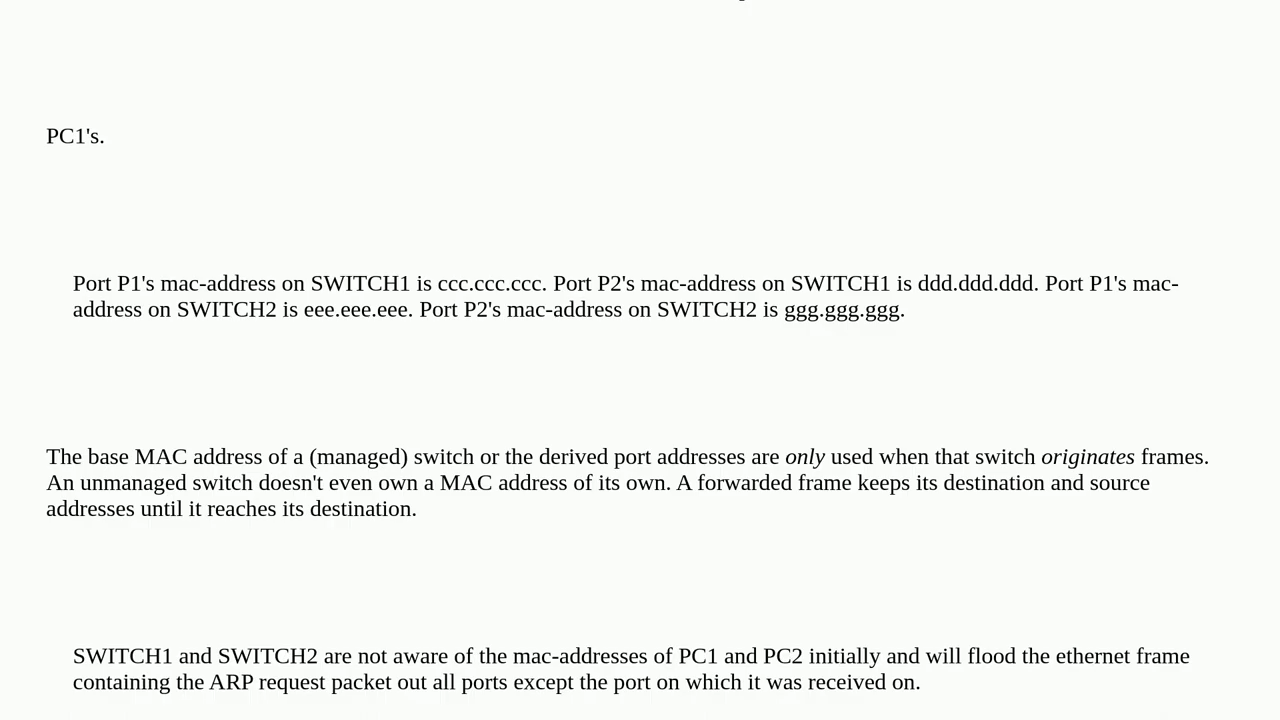 PC1's.
Port P1's mac-address on SWITCH1 is ccc.ccc.ccc. Port P2's mac-address on SWITCH1 is ddd.ddd.ddd. Port P1's mac-
address on SWITCH2 is eee.eee.eee. Port P2's mac-address on SWITCH2 is ggg.ggg.ggg.
The base MAC address of a (managed) switch or the derived port addresses are only used when that switch originates frames.
An unmanaged switch doesn't even own a MAC address of its own. A forwarded frame keeps its destination and source
addresses until it reaches its destination.
SWITCH1 and SWITCH2 are not aware of the mac-addresses of PC1 and PC2 initially and will flood the ethernet frame
containing the ARP request packet out all ports except the port on which it was received on.